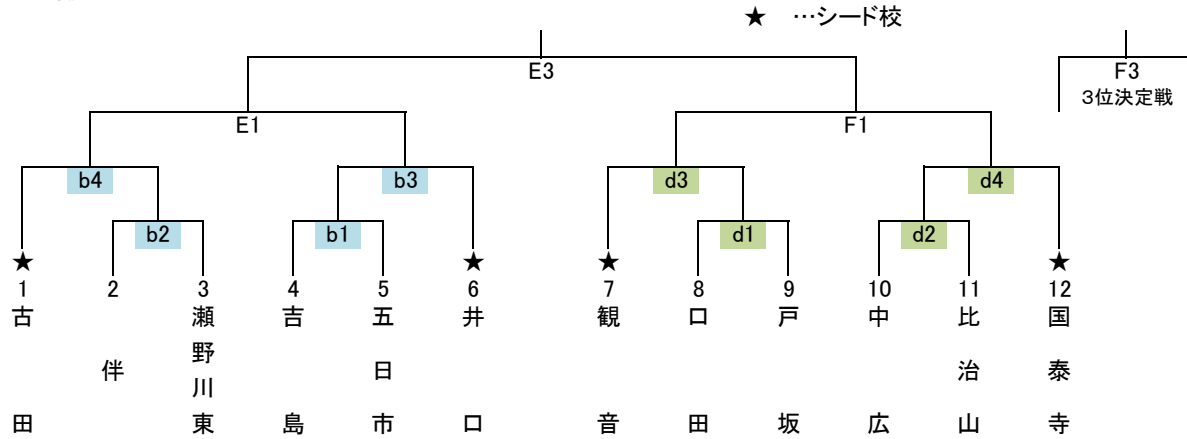 ★ …シード校
E3
F3
3位決定戦
E1
F1
b4
b3
d3
d4
b2
b1
d1
d2
★ ★ ★ ★
1 2 3 4 5 6 7 8 9 10 11 12
古田
伴
瀬野川東
吉島
五日市
井口
観音
口田
戸坂
中広
比治山
国泰寺